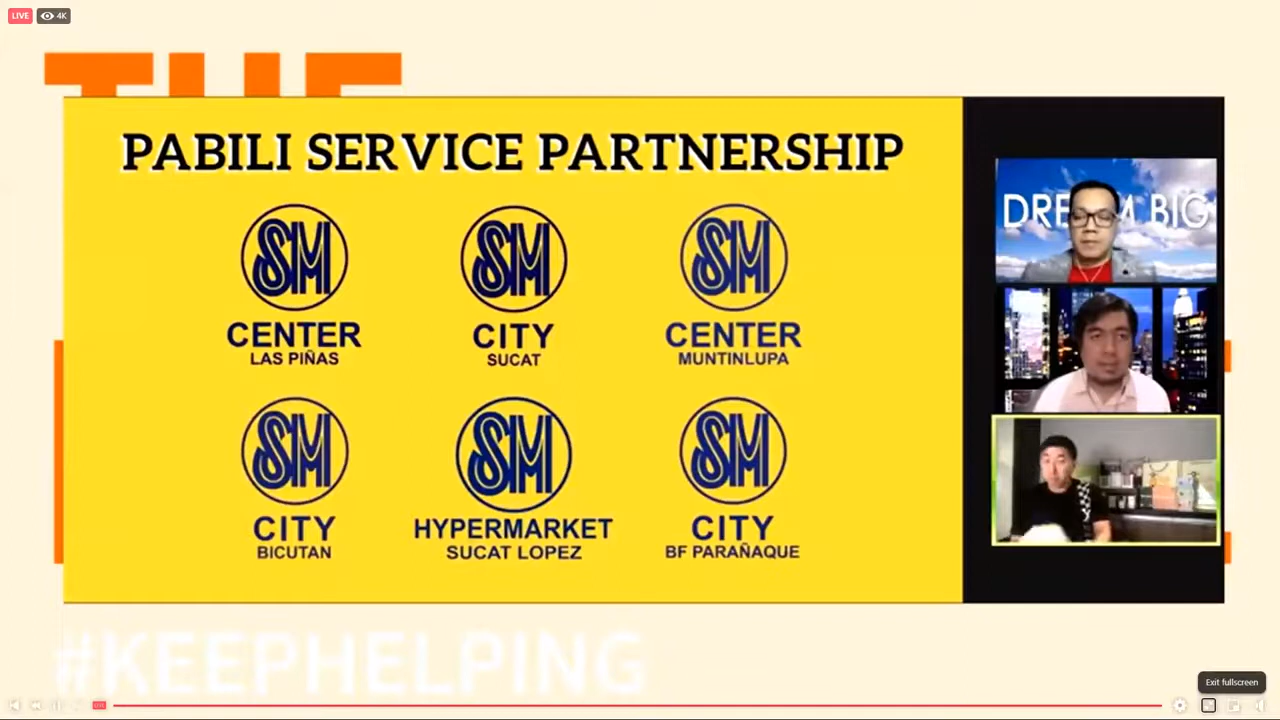 LIVE 4K
THE
PABILI SERVICE PARTNERSHIP
DREAM BIG
SM SM SM
CENTER CITY CENTER
LAS PIÑAS SUCAT MUNTINLUPA
SM SM SM
CITY HYPERMARKET CITY
BICUTAN SUCAT LOPEZ BF PARAÑAQUE
#KEEPHELPING
Exit fullscreen